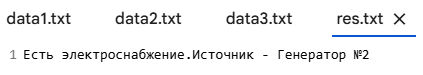 data1.txt data2.txt data3.txt res.txt ×
1 Есть электроснабжение.Источник - Генератор №2